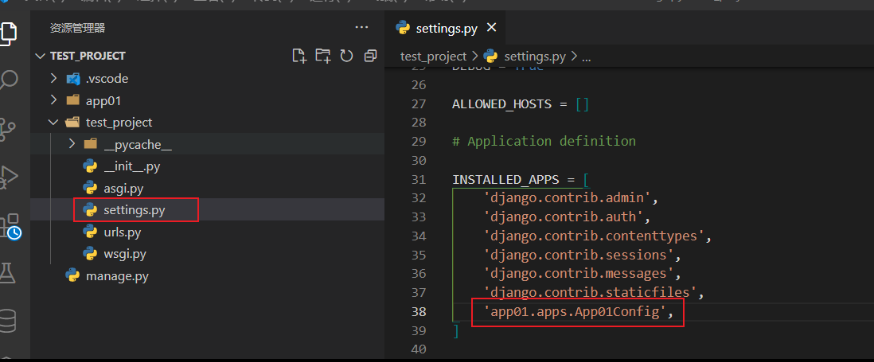 资源管理器
TEST_PROJECT
.vscode
app01
test_project
__pycache__
__init__.py
asgi.py
settings.py
urls.py
wsgi.py
manage.py
settings.py
test_project > settings.py > ...
25 DEBUG = True
26
27 ALLOWED_HOSTS = []
28
29 # Application definition
30
31 INSTALLED_APPS = [
32 'django.contrib.admin',
33 'django.contrib.auth',
34 'django.contrib.contenttypes',
35 'django.contrib.sessions',
36 'django.contrib.messages',
37 'django.contrib.staticfiles',
38 'app01.apps.App01Config',
39 ]
40